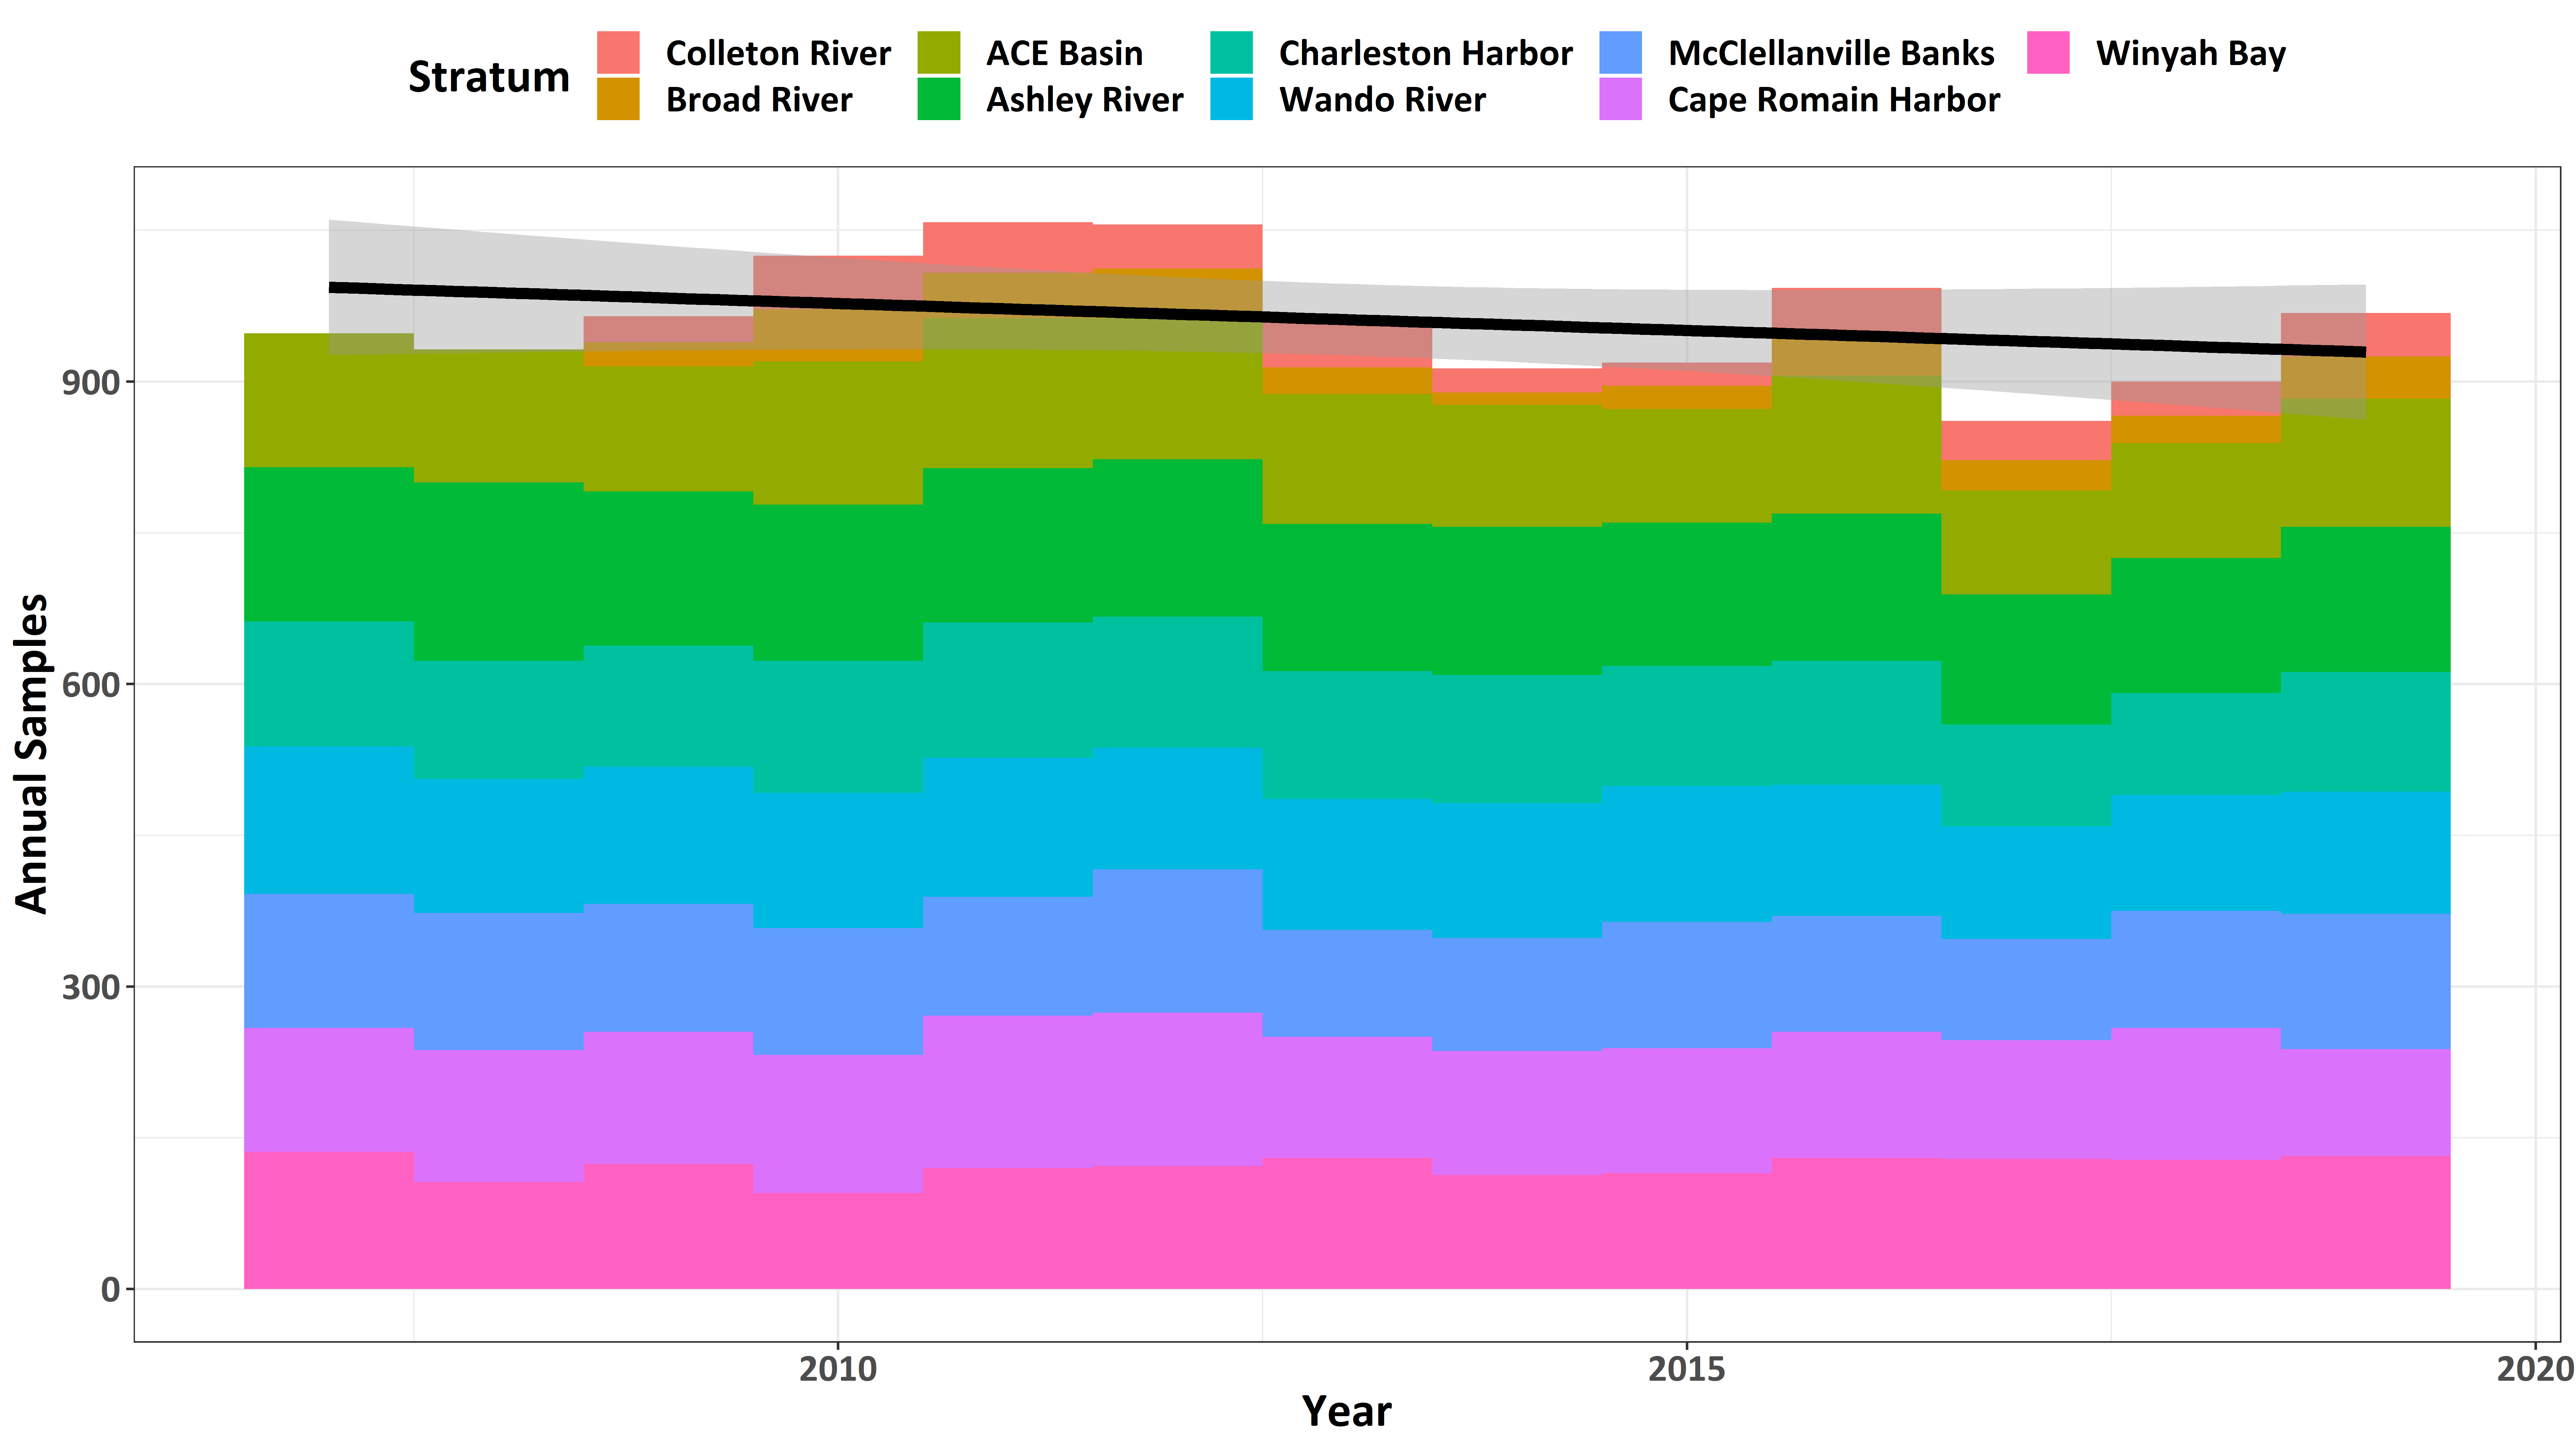 Stratum
Colleton River
ACE Basin
Charleston Harbor
McClellanville Banks
Winyah Bay
Broad River
Ashley River
Wando River
Cape Romain Harbor
Annual Samples
900
600
300
0
2010
2015
2020
Year